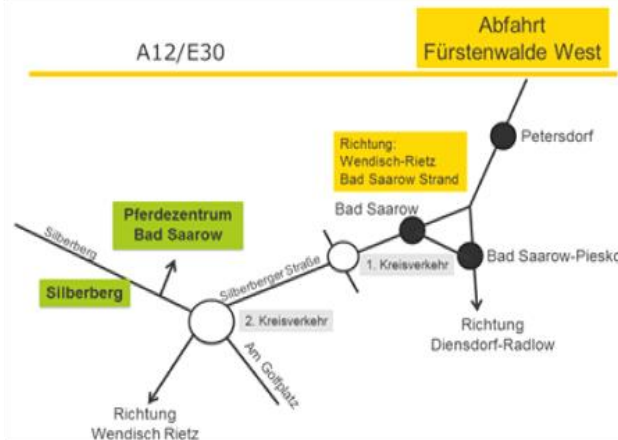 Abfahrt
Fürstenwalde West
A12/E30
Petersdorf
Richtung:
Wendisch-Rietz
Bad Saarow Strand
Pferdezentrum
Bad Saarow
Bad Saarow
Silberberg
Bad Saarow-Piesko
1. Kreisverkehr
Silberberger Straße
Silberberg
2. Kreisverkehr
Richtung
Diensdorf-Radlow
Am Golfplatz
Richtung
Wendisch Rietz